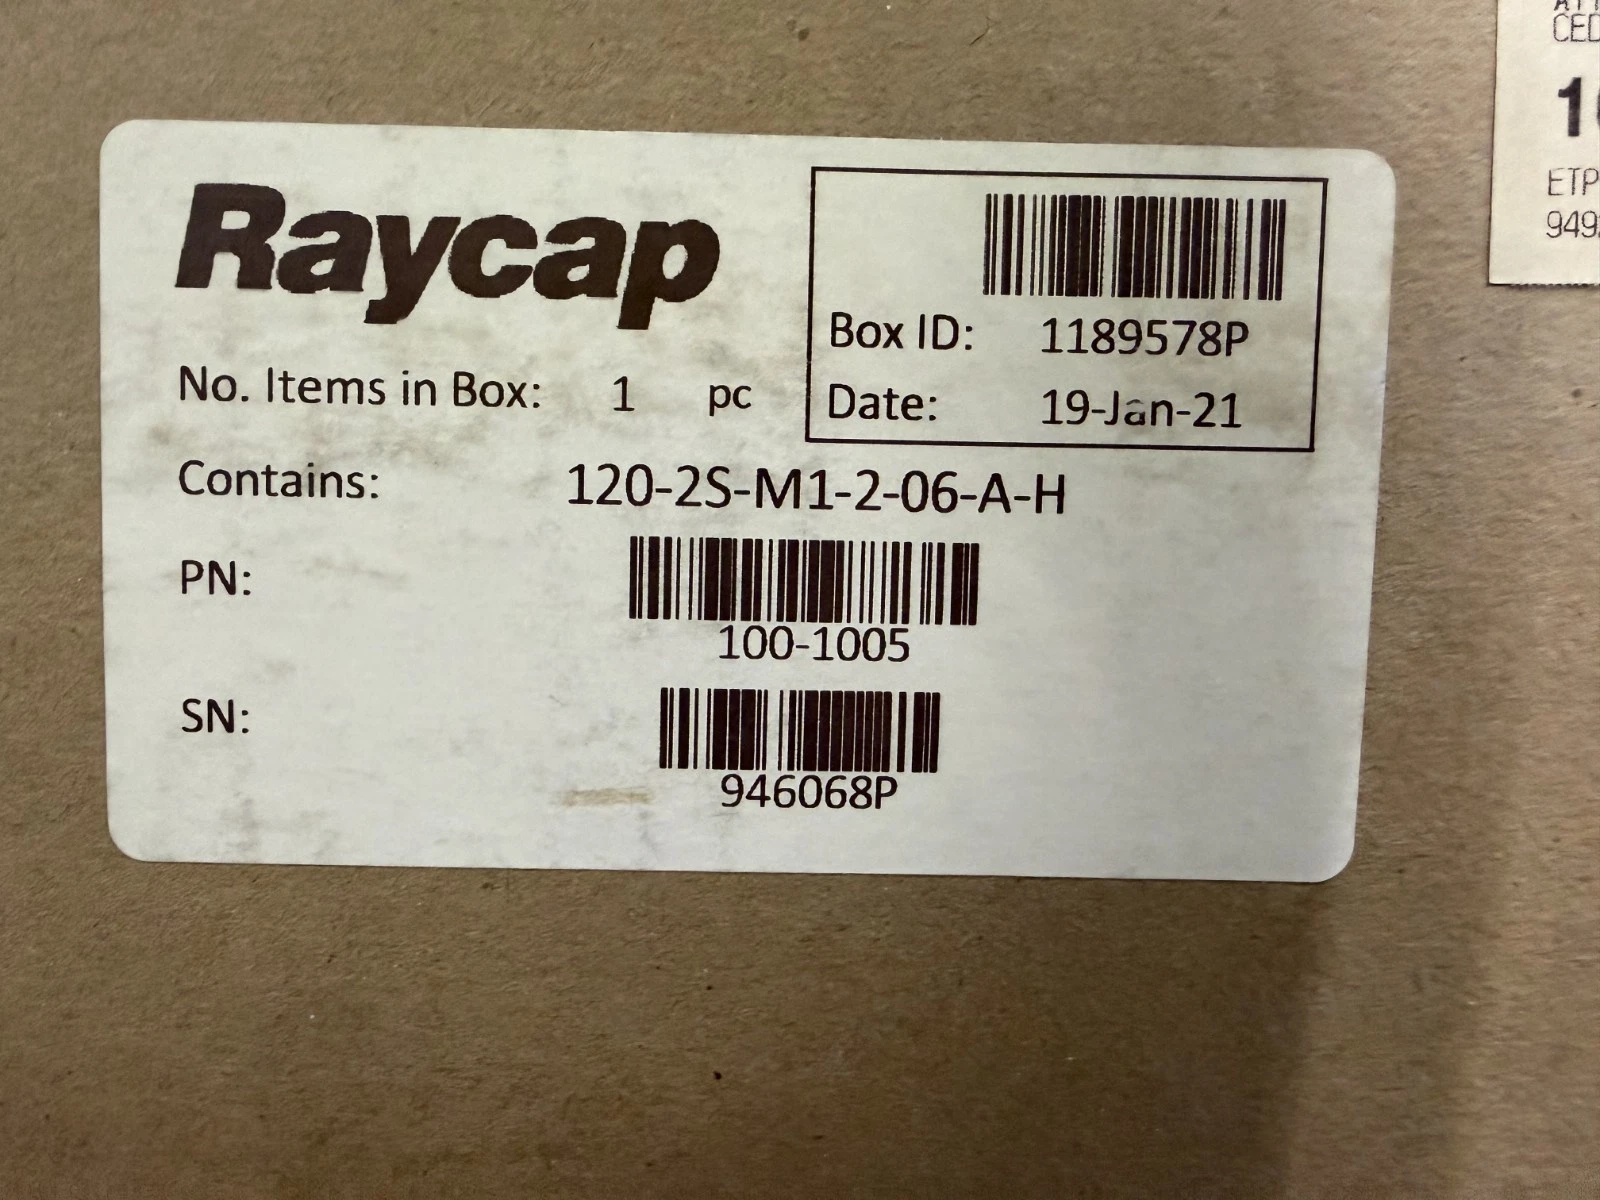 Raycap
Box ID: 1189578P
Date: 19-Jan-21
No. Items in Box: 1 pc
Contains: 120-2S-M1-2-06-A-H
PN:
100-1005
SN:
946068P
CED
ETP
949